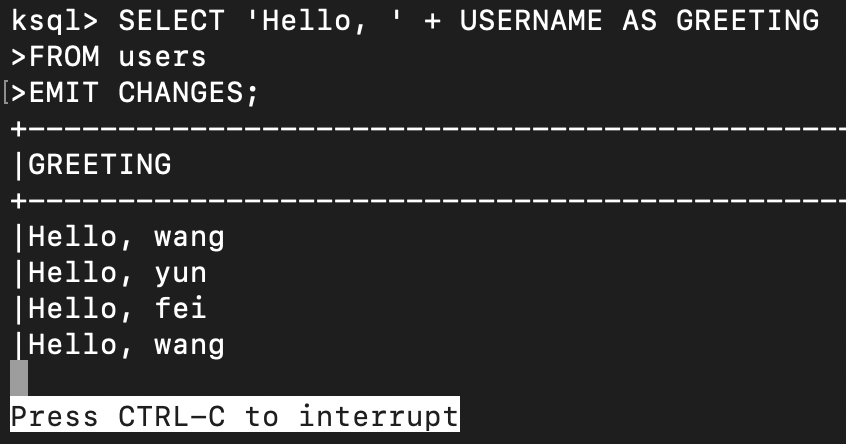 ksql> SELECT 'Hello, ' + USERNAME AS GREETING
>FROM users
[>EMIT CHANGES;
+----------------------------------------------
|GREETING
+----------------------------------------------
|Hello, wang
|Hello, yun
|Hello, fei
|Hello, wang
Press CTRL-C to interrupt